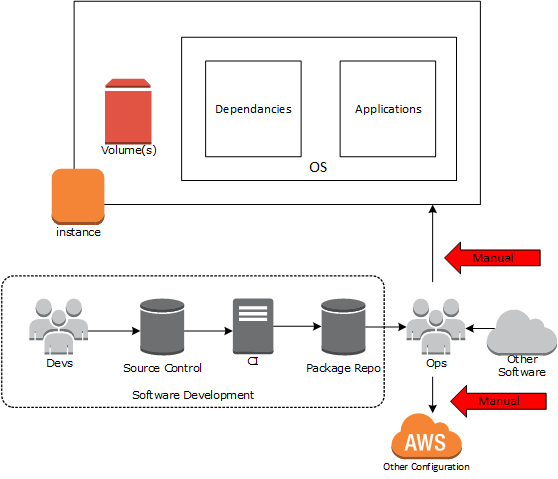 Dependancies
Applications
Volume(s)
OS
instance
Manual
Devs
Source Control
CI
Package Repo
Ops
Other
Software
Software Development
Manual
AWS
Other Configuration